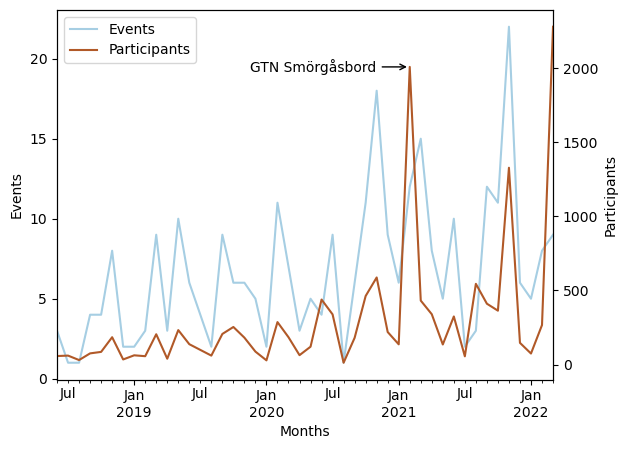 Events
Participants
GTN Smörgåsbord
20
15
10
5
0
Events
2000
1500
1000
500
0
Participants
Jul
Jan
2019
Jul
Jan
2020
Jul
Jan
2021
Jul
Jan
2022
Months